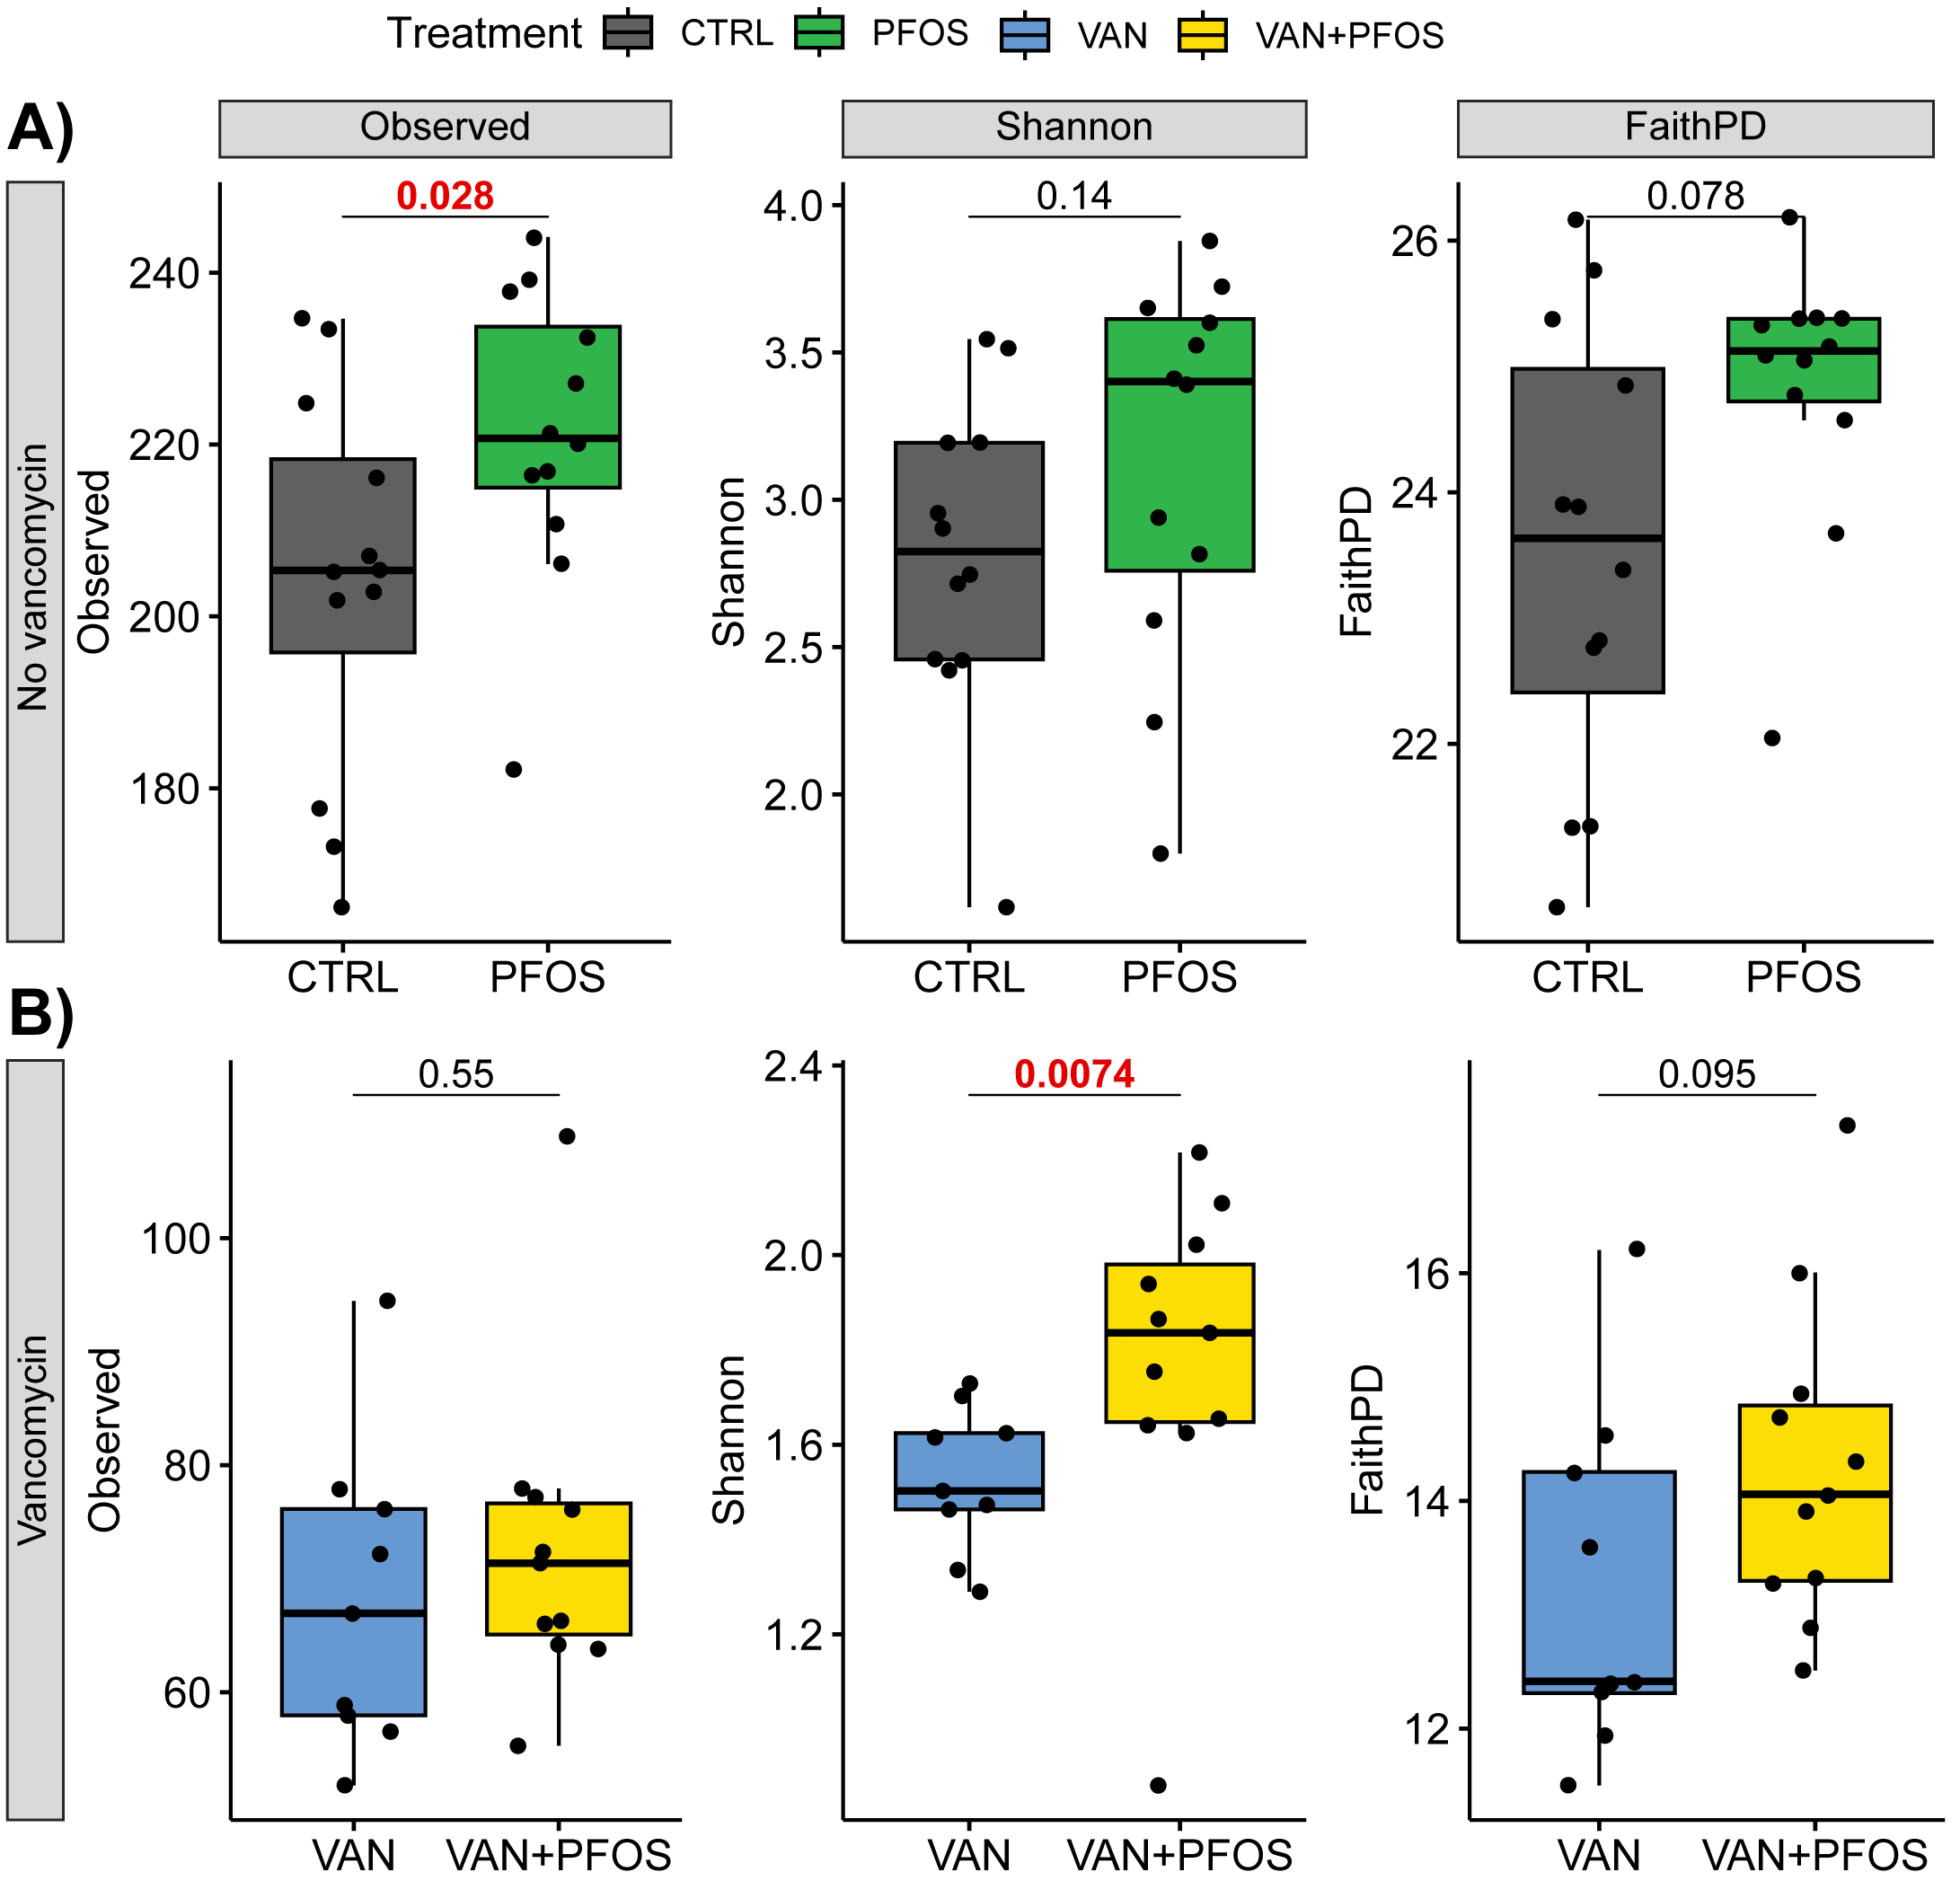 Treatment CTRL PFOS VAN VAN+PFOS
A)
Observed Shannon FaithPD
No vancomycin
Observed
0.028
240
220
200
180
CTRL PFOS
Shannon
0.14
4.0
3.5
3.0
2.5
2.0
CTRL PFOS
FaithPD
0.078
26
24
22
CTRL PFOS
B)
Vancomycin
Observed
0.55
100
80
60
VAN VAN+PFOS
Shannon
0.0074
2.4
2.0
1.6
1.2
VAN VAN+PFOS
FaithPD
0.095
16
14
12
VAN VAN+PFOS